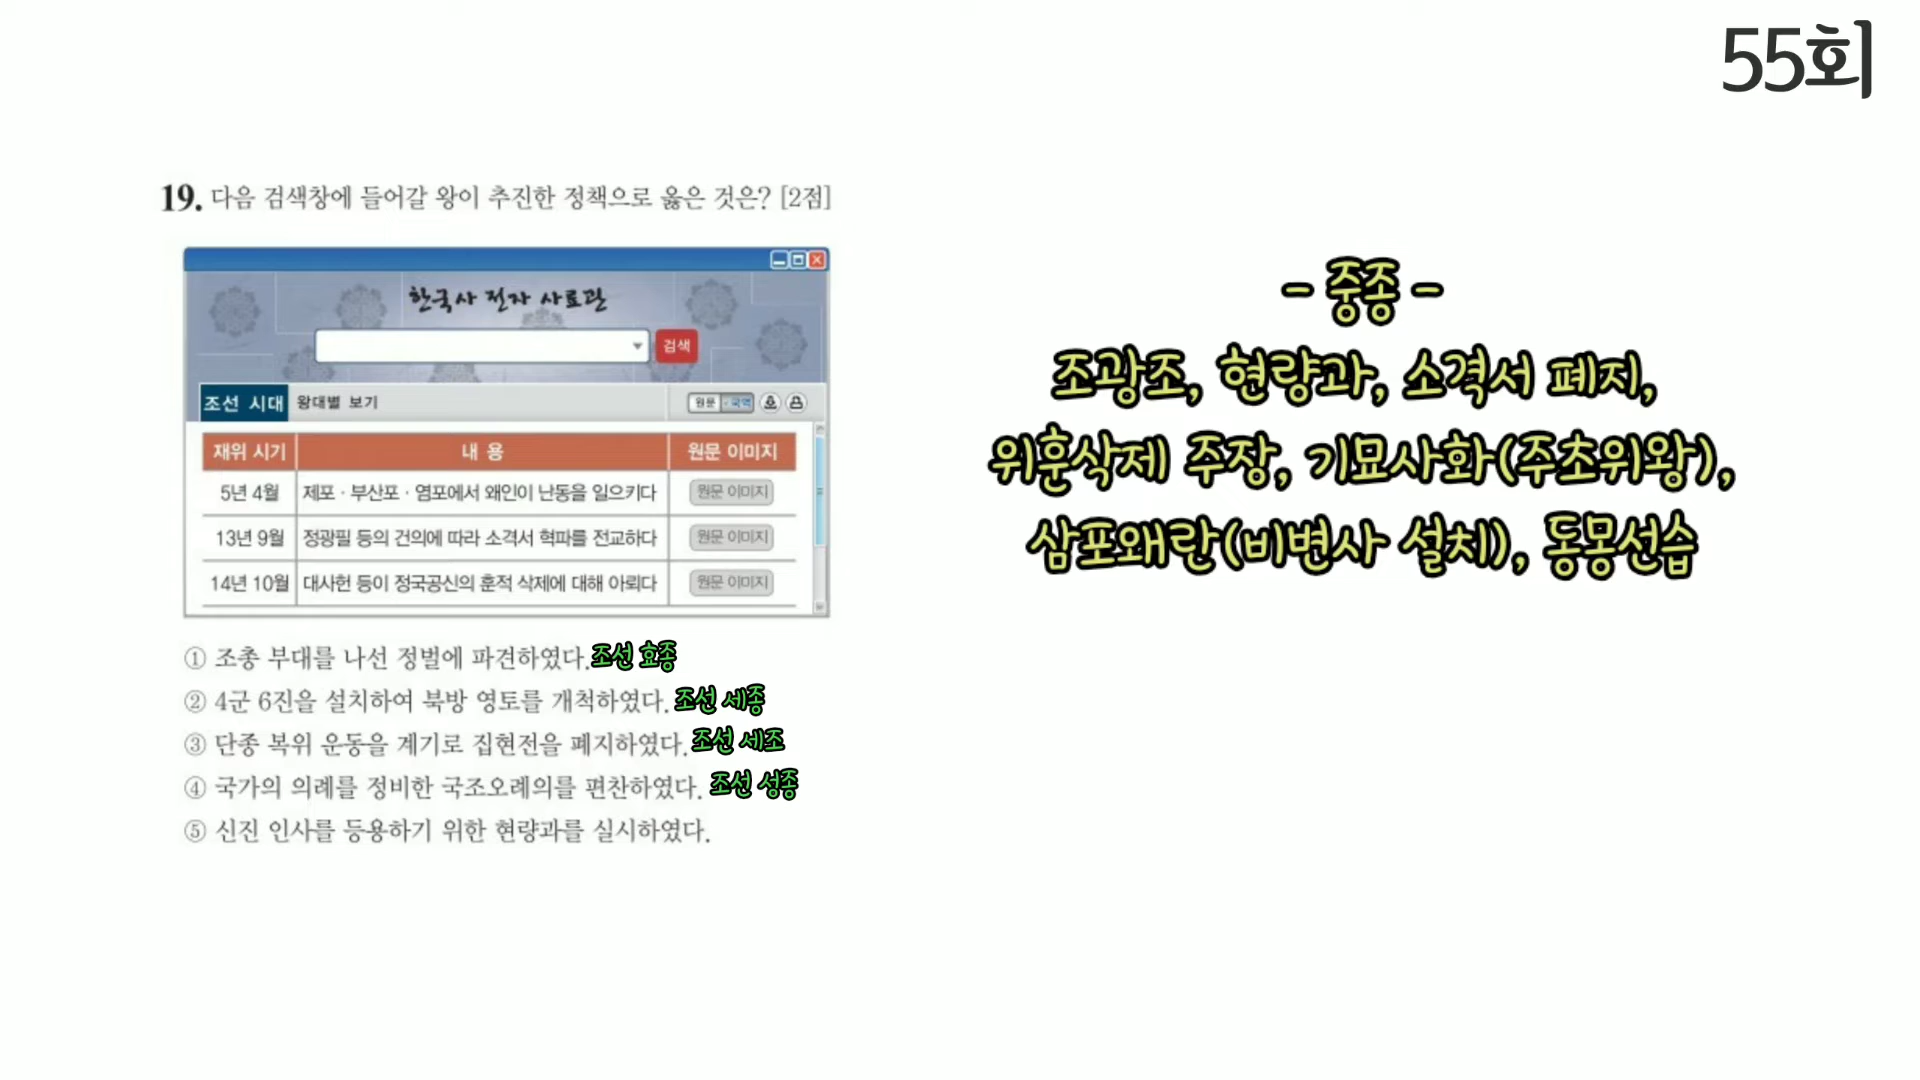 55회
19. 다음 검색창에 들어갈 왕이 추진한 정책으로 옳은 것은? [2점]
한국사 전자 사료관
검색
조선 시대 왕대별 보기 원문 · 국역
재위 시기 내 용 원문 이미지
5년 4월 제포 · 부산포 · 염포에서 왜인이 난동을 일으키다 원문 이미지
13년 9월 정광필 등의 건의에 따라 소격서 혁파를 전교하다 원문 이미지
14년 10월 대사헌 등이 정국공신의 훈적 삭제에 대해 아뢰다 원문 이미지
① 조총 부대를 나선 정벌에 파견하였다. 조선 효종
② 4군 6진을 설치하여 북방 영토를 개척하였다. 조선 세종
③ 단종 복위 운동을 계기로 집현전을 폐지하였다. 조선 세조
④ 국가의 의례를 정비한 국조오례의를 편찬하였다. 조선 성종
⑤ 신진 인사를 등용하기 위한 현량과를 실시하였다.
- 중종 -
조광조, 현량과, 소격서 폐지,
위훈삭제 주장, 기묘사화(주초위왕),
삼포왜란(비변사 설치), 동몽선습